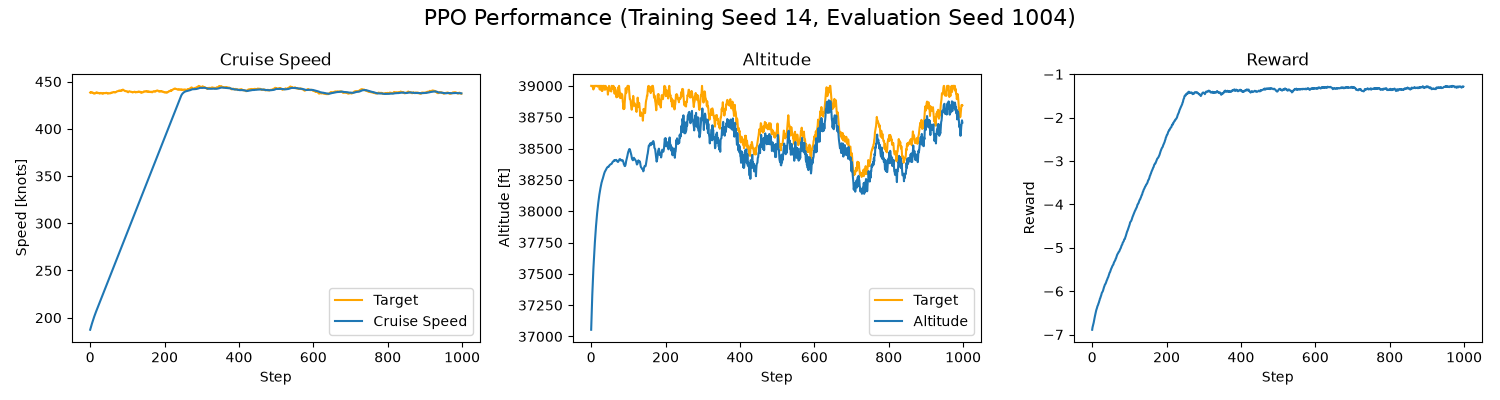 PPO Performance (Training Seed 14, Evaluation Seed 1004)
Cruise Speed
Speed [knots]
450
400
350
300
250
200
0 200 400 600 800 1000
Step
Target
Cruise Speed
Altitude
Altitude [ft]
39000
38750
38500
38250
38000
37750
37500
37250
37000
0 200 400 600 800 1000
Step
Target
Altitude
Reward
Reward
−1
−2
−3
−4
−5
−6
−7
0 200 400 600 800 1000
Step